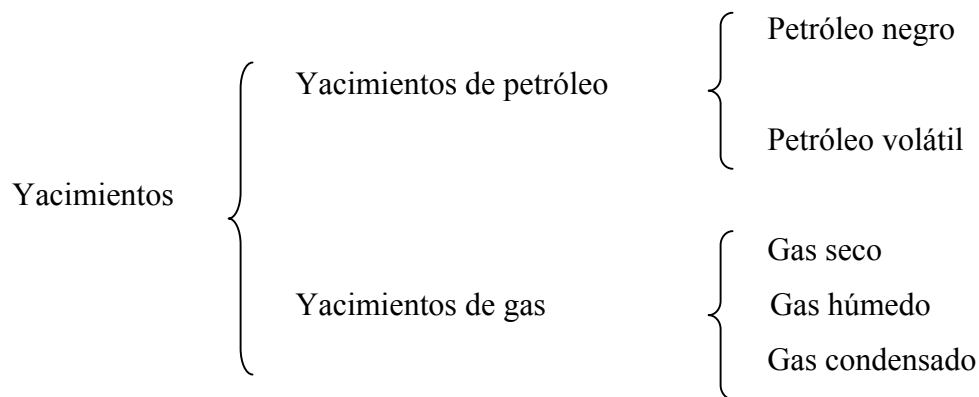 Petróleo negro
Yacimientos de petróleo
Petróleo volátil
Yacimientos
Gas seco
Yacimientos de gas
Gas húmedo
Gas condensado